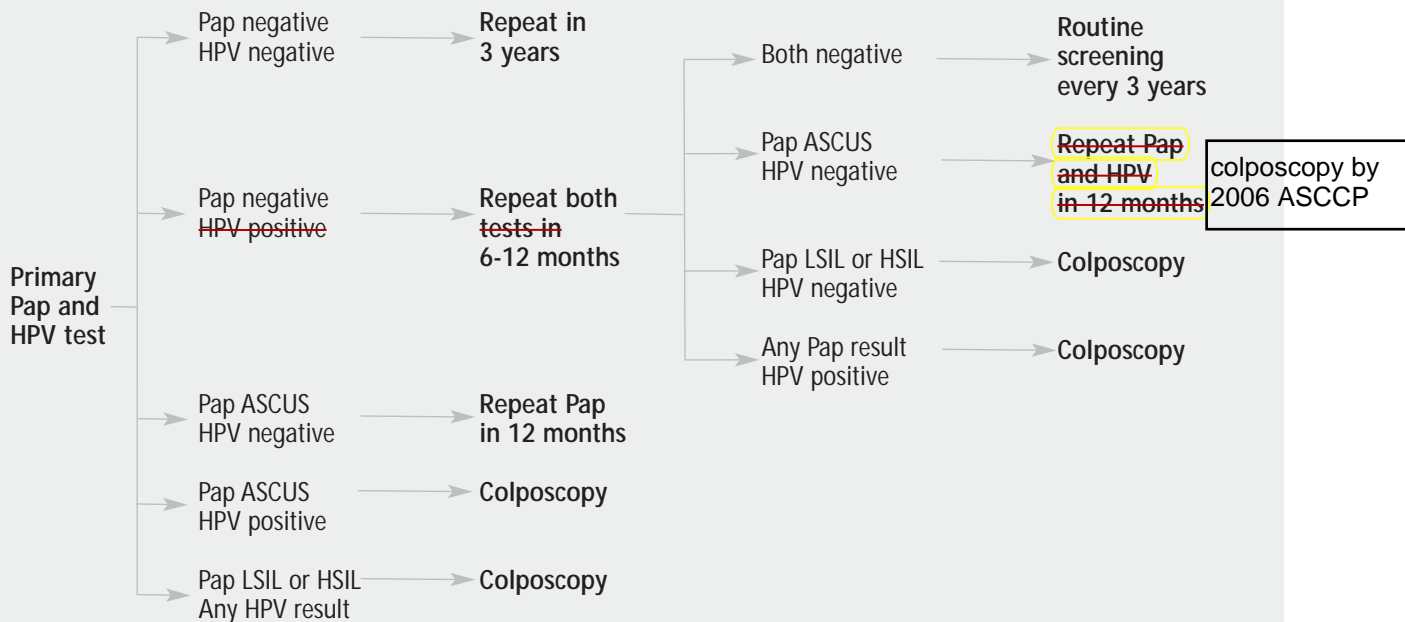 Primary
Pap and
HPV test
Pap negative
HPV negative
Repeat in
3 years
Pap negative
HPV positive
Repeat both
tests in
6-12 months
Both negative
Routine
screening
every 3 years
Pap ASCUS
HPV negative
Repeat Pap
and HPV
in 12 months
colposcopy by
2006 ASCCP
Pap LSIL or HSIL
HPV negative
Colposcopy
Any Pap result
HPV positive
Colposcopy
Pap ASCUS
HPV negative
Repeat Pap
in 12 months
Pap ASCUS
HPV positive
Colposcopy
Pap LSIL or HSIL
Any HPV result
Colposcopy